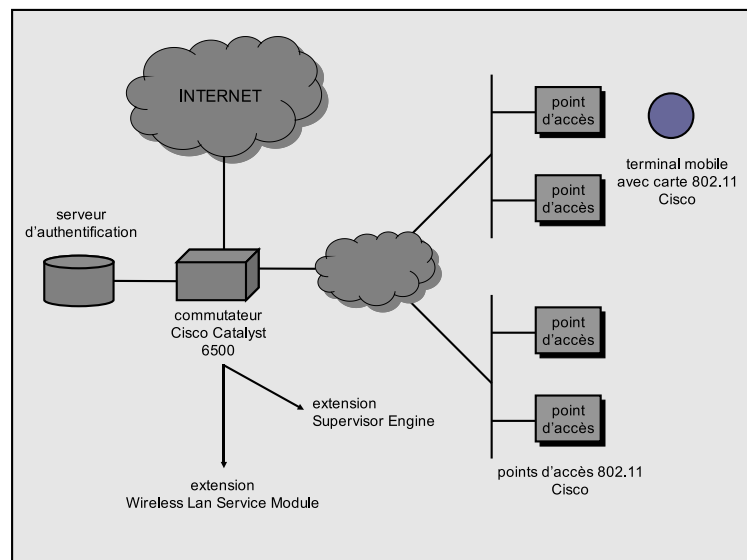 INTERNET
point
d'accès
terminal mobile
avec carte 802.11
Cisco
point
d'accès
serveur
d'authentification
commutateur
Cisco Catalyst
6500
point
d'accès
extension
Supervisor Engine
point
d'accès
points d'accès 802.11
Cisco
extension
Wireless Lan Service Module